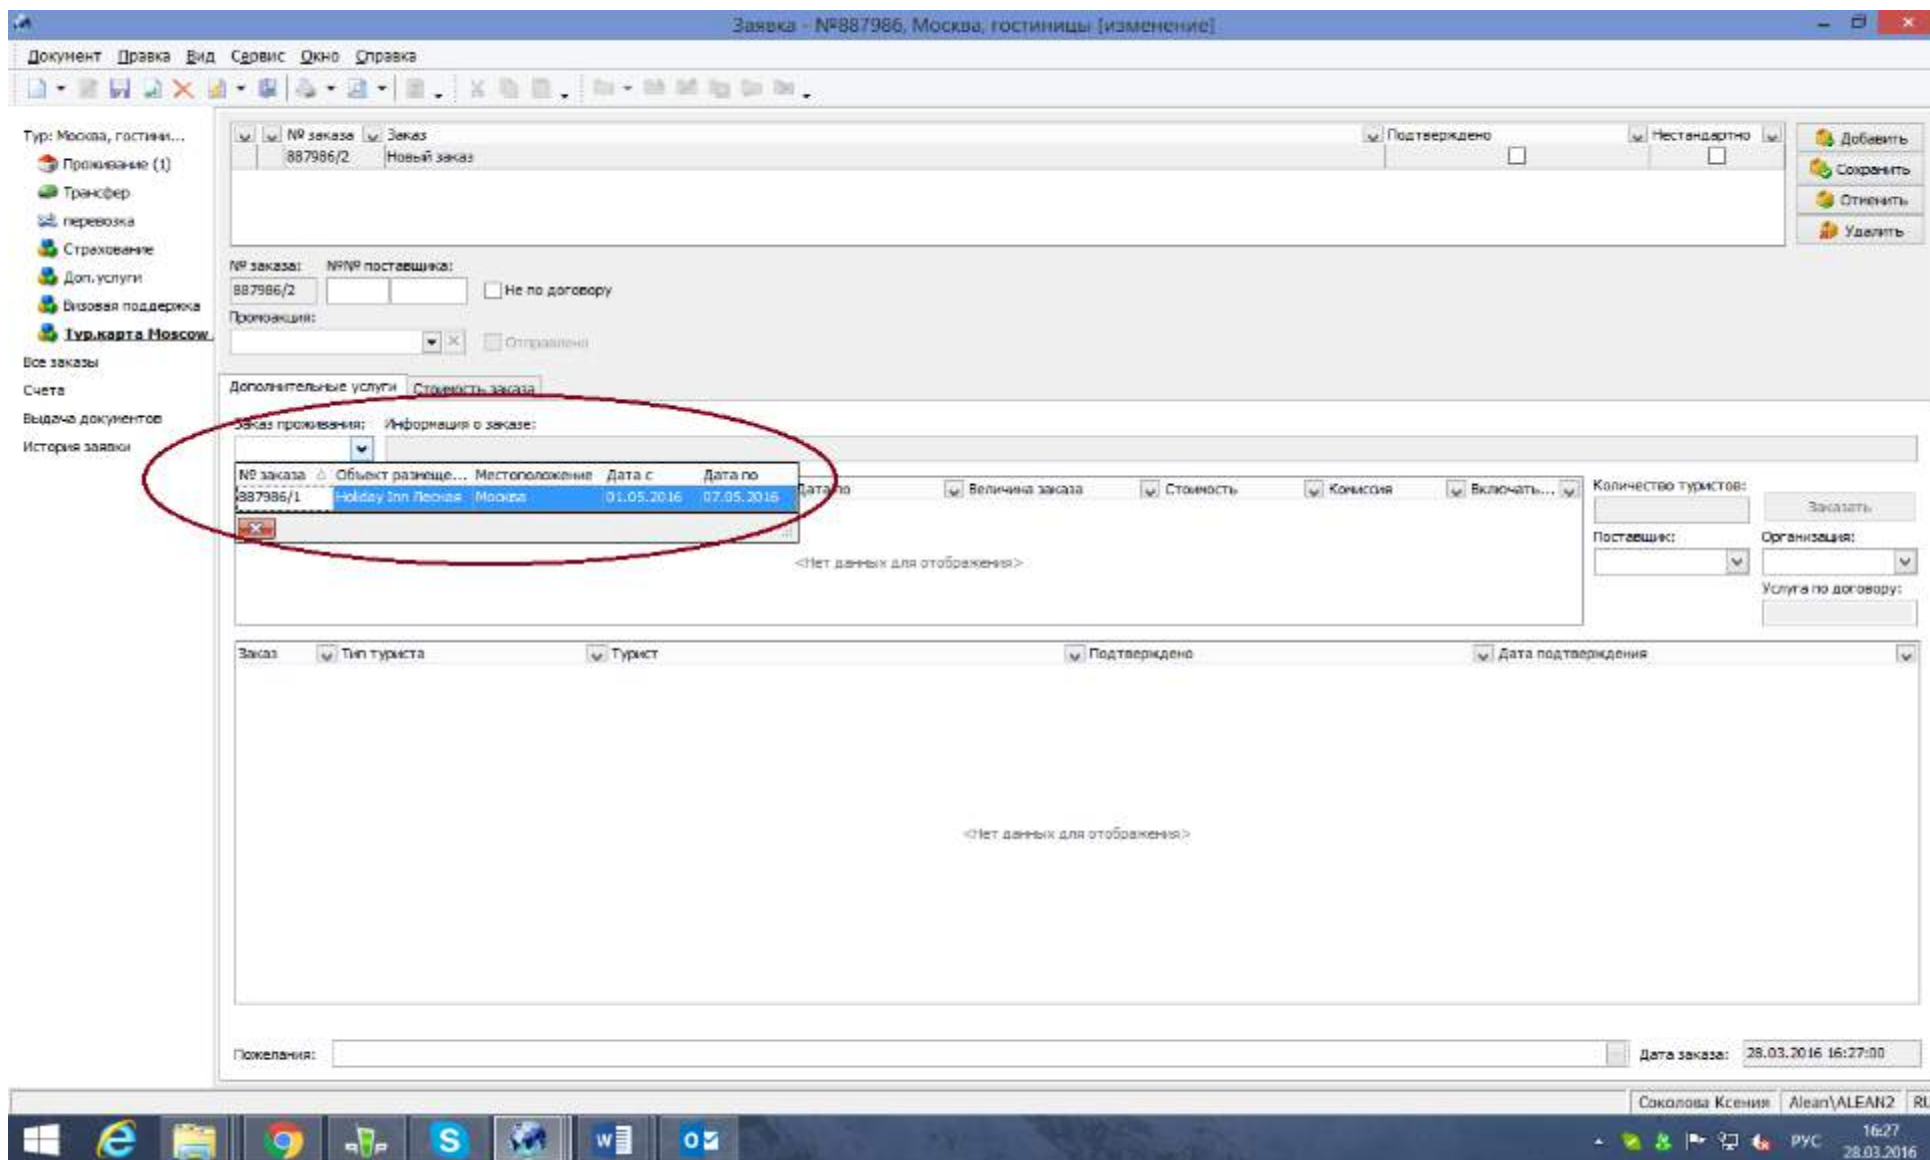 Заявка - №887986, Москва, гостиницы [изменение]
Документ Правка Вид Сервис Окно Справка
Тур: Москва, гостини...
Проживание (1)
Трансфер
перевозка
Страхование
Доп.услуги
Визовая поддержка
Тур.карта Moscow
Все заказы
Счета
Выдача документов
История заявки
№ заказа Заказ Подтверждено Нестандартно
887986/2 Новый заказ
Добавить
Сохранить
Отменить
Удалить
№ заказа: №№ поставщика:
887986/2 Не по договору
Промоакция:
Отправлено
Дополнительные услуги Стоимость заказа
Заказ проживания: Информация о заказе:
№ заказа Объект размеще... Местоположение Дата с Дата по
887986/1 Holiday Inn Лесная Москва 01.05.2016 07.05.2016
Дата по Величина заказа Стоимость Комиссия Включать...
<Нет данных для отображения>
Количество туристов:
Заказать
Поставщик: Организация:
Услуга по договору:
Заказ Тип туриста Турист Подтверждено Дата подтверждения
<Нет данных для отображения>
Пожелания: Дата заказа: 28.03.2016 16:27:00
Соколова Ксения Alean\ALEAN2 RU
РУС 16:27
28.03.2016